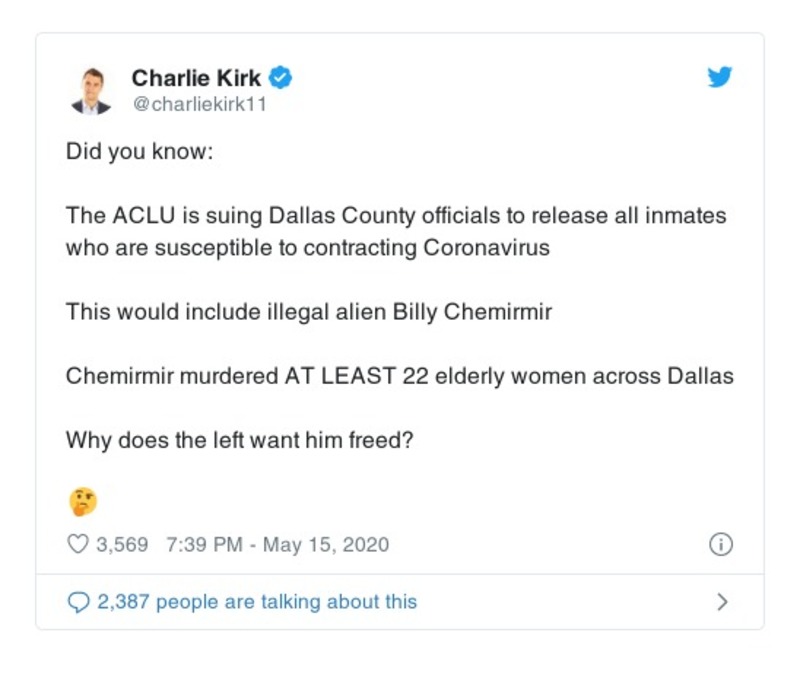 Charlie Kirk
@charliekirk11
Did you know:
The ACLU is suing Dallas County officials to release all inmates
who are susceptible to contracting Coronavirus
This would include illegal alien Billy Chemirmir
Chemirmir murdered AT LEAST 22 elderly women across Dallas
Why does the left want him freed?
🤔
3,569 7:39 PM - May 15, 2020
2,387 people are talking about this